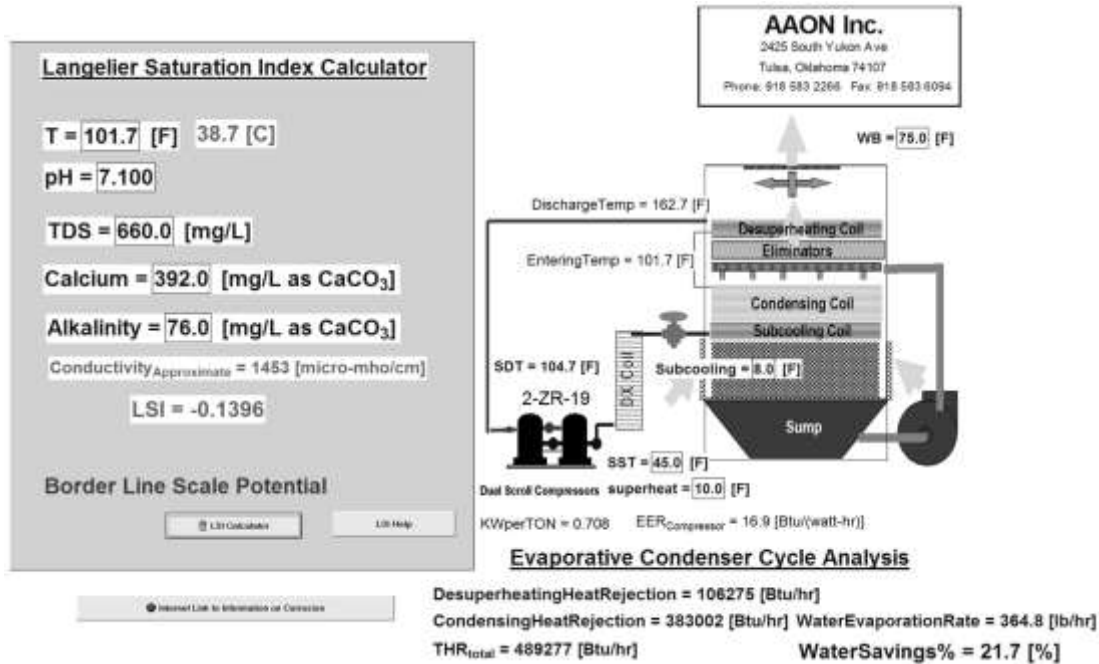 AAON Inc.
2425 South Yukon Ave
Tulsa, Oklahoma 74107
Phone: 918 583 2266 Fax: 918 583 6094
Langelier Saturation Index Calculator
T = 101.7 [F] 38.7 [C]
pH = 7.100
TDS = 660.0 [mg/L]
Calcium = 392.0 [mg/L as CaCO3]
Alkalinity = 76.0 [mg/L as CaCO3]
ConductivityApproximate = 1453 [micro-mho/cm]
LSI = -0.1396
Border Line Scale Potential
LSI Calculator
LSI Help
Internet Link to Information on Corrosion
WB = 75.0 [F]
DischargeTemp = 162.7 [F]
Desuperheating Coil
Eliminators
EnteringTemp = 101.7 [F]
Condensing Coil
Subcooling Coil
SDT = 104.7 [F]
DX Coil
Subcooling = 8.0 [F]
2-ZR-19
Sump
SST = 45.0 [F]
Dual Scroll Compressors
superheat = 10.0 [F]
KWperTON = 0.708
EERCompressor = 16.9 [Btu/(watt-hr)]
Evaporative Condenser Cycle Analysis
DesuperheatingHeatRejection = 106275 [Btu/hr]
CondensingHeatRejection = 383002 [Btu/hr] WaterEvaporationRate = 364.8 [lb/hr]
THRtotal = 489277 [Btu/hr]
WaterSavings% = 21.7 [%]